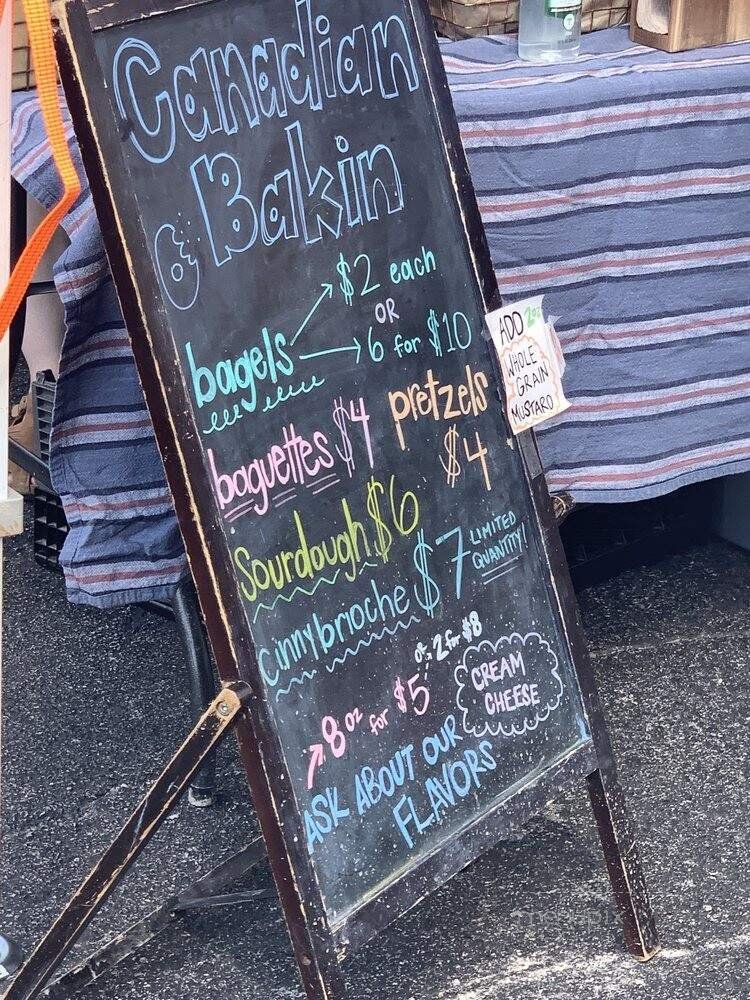 Canadian
Bakin
bagels
$2 each
OR
6 for $10
baguettes $4
pretzels
$4
ADD 2oz
WHOLE
GRAIN
MUSTARD
Sourdough $6
cinnybrioche $7
LIMITED
QUANTITY!
or 2 for $8
8 oz for $5
CREAM
CHEESE
ASK ABOUT OUR
FLAVORS